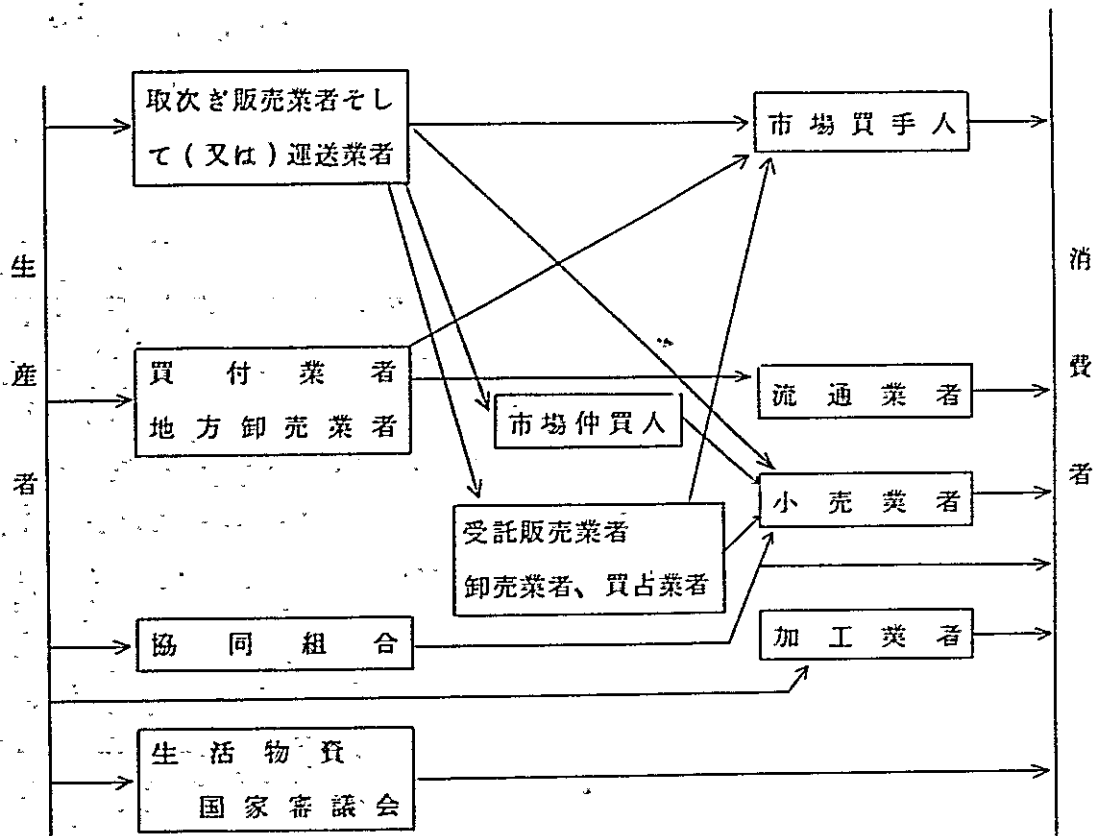 生産者
取次ぎ販売業者そし
て(又は)運送業者
市場買手人
買付業者
地方卸売業者
流通業者
市場仲買人
小売業者
受託販売業者
卸売業者、買占業者
協同組合
加工業者
生活物資
国家審議会
消費者